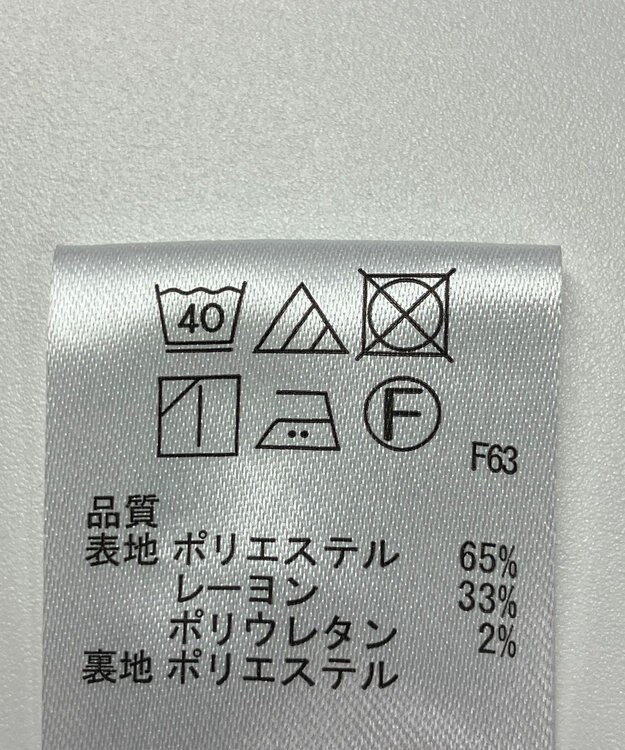 40
F
F63
品質
表地 ポリエステル 65%
レーヨン 33%
ポリウレタン 2%
裏地 ポリエステル